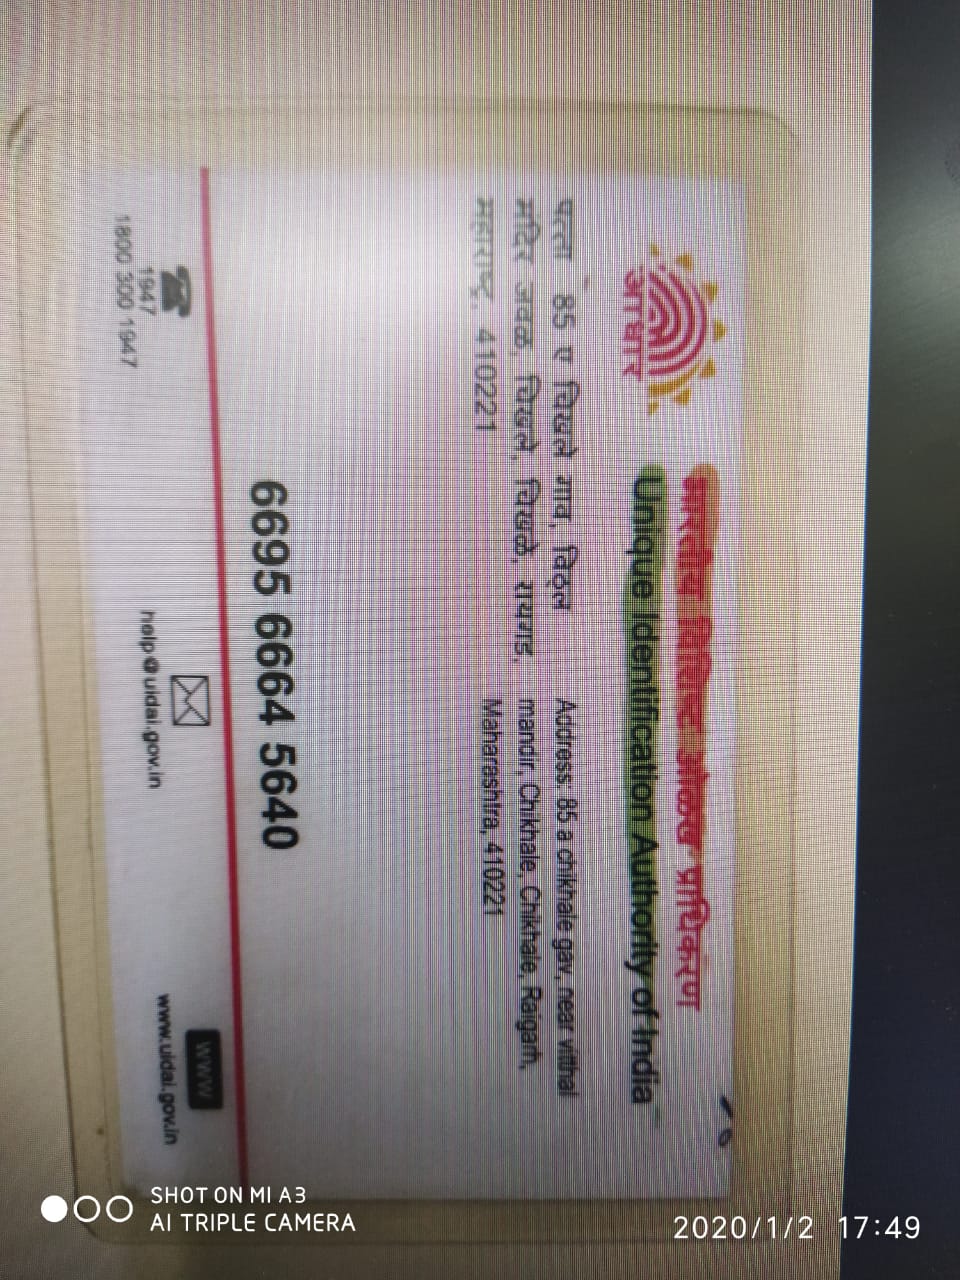 भारतीय विशिष्ट ओळख प्राधिकरण
Unique Identification Authority of India
आधार
पत्ता 85 ए चिखले गाव, विठ्ठल
मंदिर जवळ, चिखले, चिखले, रायगड,
महाराष्ट्र, 410221
Address: 85 a chikhale gav, near vitthal
mandir, Chikhale, Chikhale, Raigarh,
Maharashtra, 410221
6695 6664 5640
1947
1800 300 1947
help@uidai.gov.in
www
www.uidai.gov.in
SHOT ON MI A3
AI TRIPLE CAMERA
2020/1/2 17:49